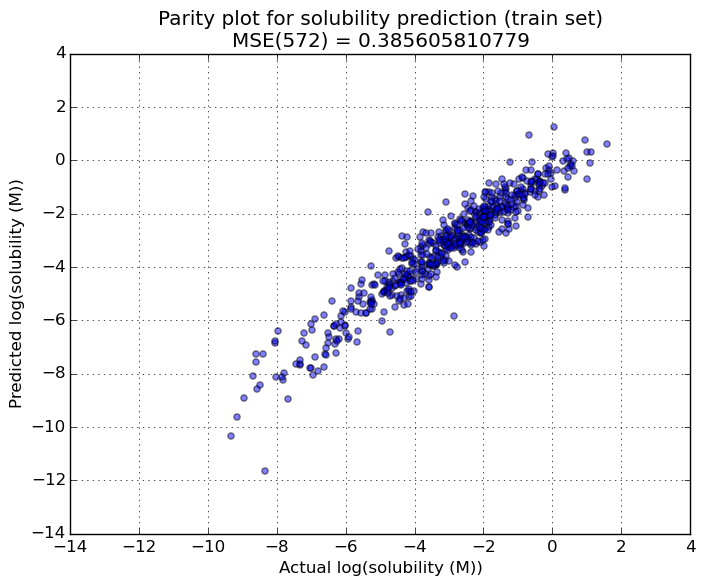 Parity plot for solubility prediction (train set)
MSE(572) = 0.385605810779
Predicted log(solubility (M))
4
2
0
−2
−4
−6
−8
−10
−12
−14
−14 −12 −10 −8 −6 −4 −2 0 2 4
Actual log(solubility (M))